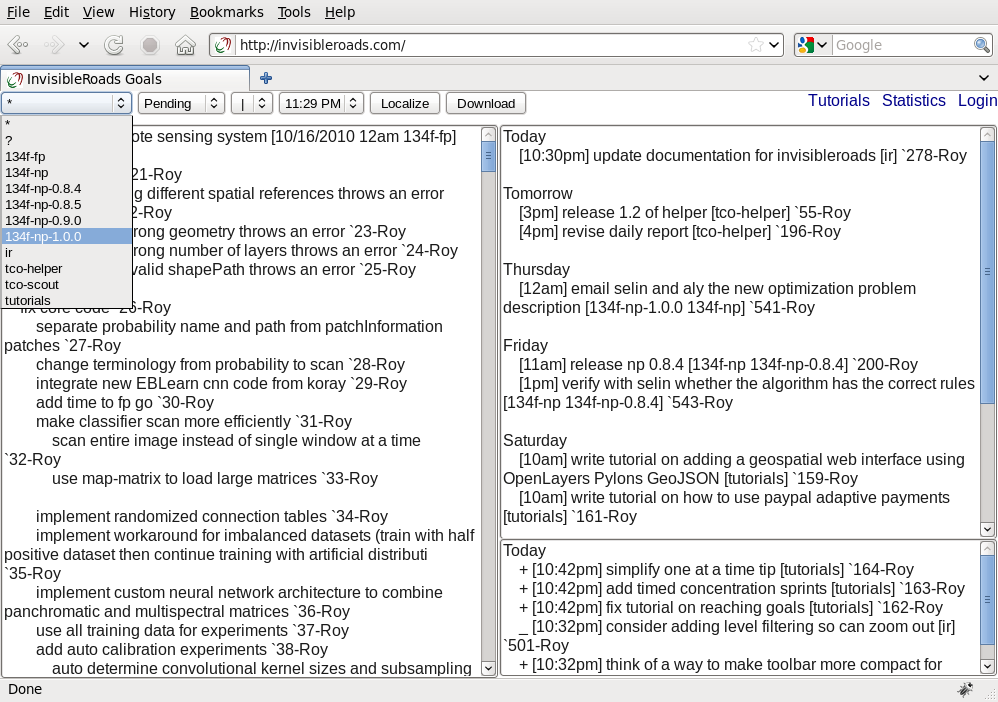 File Edit View History Bookmarks Tools Help
http://invisibleroads.com/
Google
InvisibleRoads Goals
*
Pending
|
11:29 PM
Localize
Download
Tutorials Statistics Login
*
?
134f-fp
134f-np
134f-np-0.8.4
134f-np-0.8.5
134f-np-0.9.0
134f-np-1.0.0
ir
tco-helper
tco-scout
tutorials
ote sensing system [10/16/2010 12am 134f-fp]
21-Roy
g different spatial references throws an error
2-Roy
rong geometry throws an error `23-Roy
rong number of layers throws an error `24-Roy
valid shapePath throws an error `25-Roy
fix core code `26-Roy
separate probability name and path from patchInformation
patches `27-Roy
change terminology from probability to scan `28-Roy
integrate new EBLearn cnn code from koray `29-Roy
add time to fp go `30-Roy
make classifier scan more efficiently `31-Roy
scan entire image instead of single window at a time
`32-Roy
use map-matrix to load large matrices `33-Roy
implement randomized connection tables `34-Roy
implement workaround for imbalanced datasets (train with half
positive dataset then continue training with artificial distributi
`35-Roy
implement custom neural network architecture to combine
panchromatic and multispectral matrices `36-Roy
use all training data for experiments `37-Roy
add auto calibration experiments `38-Roy
auto determine convolutional kernel sizes and subsampling
Today
[10:30pm] update documentation for invisibleroads [ir] `278-Roy
Tomorrow
[3pm] release 1.2 of helper [tco-helper] `55-Roy
[4pm] revise daily report [tco-helper] `196-Roy
Thursday
[12am] email selin and aly the new optimization problem
description [134f-np-1.0.0 134f-np] `541-Roy
Friday
[11am] release np 0.8.4 [134f-np 134f-np-0.8.4] `200-Roy
[1pm] verify with selin whether the algorithm has the correct rules
[134f-np 134f-np-0.8.4] `543-Roy
Saturday
[10am] write tutorial on adding a geospatial web interface using
OpenLayers Pylons GeoJSON [tutorials] `159-Roy
[10am] write tutorial on how to use paypal adaptive payments
[tutorials] `161-Roy
Today
+ [10:42pm] simplify one at a time tip [tutorials] `164-Roy
+ [10:42pm] add timed concentration sprints [tutorials] `163-Roy
+ [10:42pm] fix tutorial on reaching goals [tutorials] `162-Roy
_ [10:32pm] consider adding level filtering so can zoom out [ir]
`501-Roy
+ [10:32pm] think of a way to make toolbar more compact for
Done